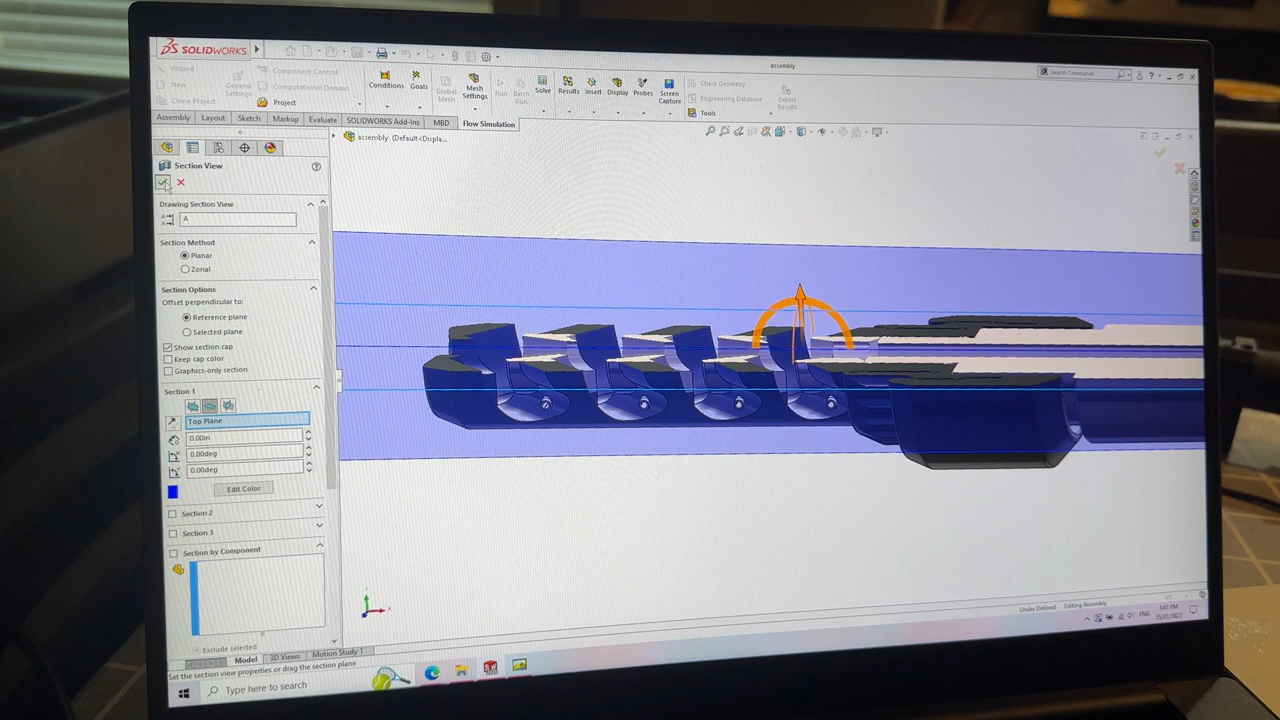 SOLIDWORKS
assembly
Search Commands
Wizard
New
Clone Project
General Settings
Component Control
Computational Domain
Project
Conditions
Goals
Global Mesh
Mesh Settings
Run
Batch Run
Solve
Results
Insert
Display
Probes
Screen Capture
Check Geometry
Engineering Database
Tools
Export Results
Assembly
Layout
Sketch
Markup
Evaluate
SOLIDWORKS Add-Ins
MBD
Flow Simulation
assembly (Default<Displa...
Section View
Drawing Section View
A
Section Method
Planar
Zonal
Section Options
Offset perpendicular to:
Reference plane
Selected plane
Show section cap
Keep cap color
Graphics-only section
Section 1
Top Plane
0.00in
0.00deg
0.00deg
Edit Color
Section 2
Section 3
Section by Component
Exclude selected
Model
3D Views
Motion Study 1
Set the section view properties or drag the section plane
Under Defined
Editing Assembly
Type here to search
ENG
3:41 PM